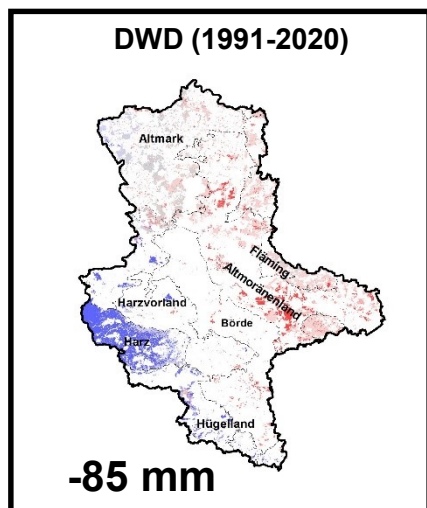 DWD (1991-2020)
Altmark
Fläming
Altmoränenland
Harzvorland
Börde
Harz
Hügelland
-85 mm